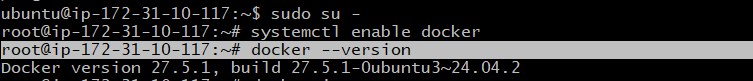 ubuntu@ip-172-31-10-117:~$ sudo su -
root@ip-172-31-10-117:~# systemctl enable docker
root@ip-172-31-10-117:~# docker --version
Docker version 27.5.1, build 27.5.1-0ubuntu3~24.04.2